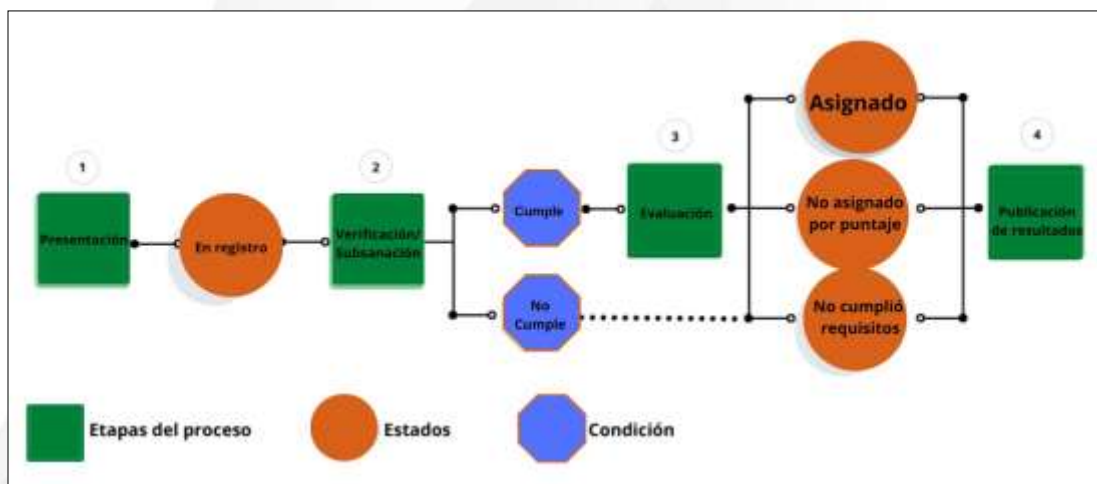 1
Presentación
En registro
2
Verificación/
Subsanación
Cumple
No
Cumple
3
Evaluación
Asignado
No asignado
por puntaje
No cumplió
requisitos
4
Publicación
de resultados
Etapas del proceso
Estados
Condición